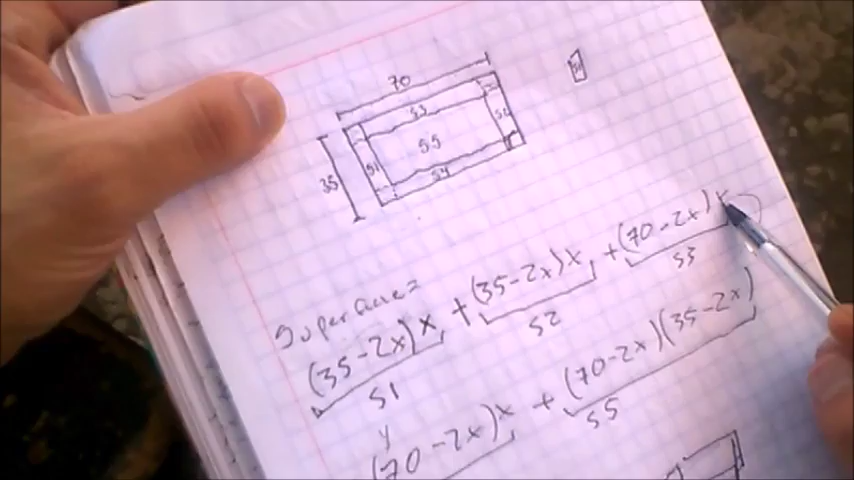 70
S3
S1 S5 S2
35
S4
superficie =
(35-2x)x + (35-2x)x + (70-2x)x
S1 S2 S3
y
(70-2x)x + (70-2x)(35-2x)
S5